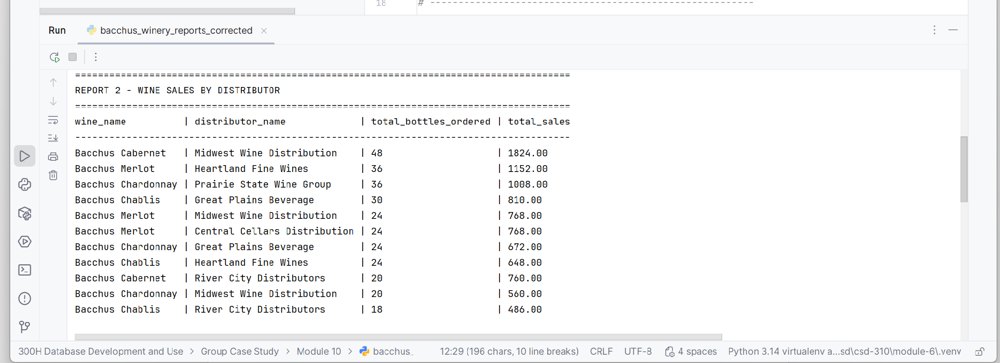 18 # ---------------------------------------------------------
Run bacchus_winery_reports_corrected
=======================================================================================
REPORT 2 - WINE SALES BY DISTRIBUTOR
=======================================================================================
wine_name          | distributor_name             | total_bottles_ordered | total_sales
---------------------------------------------------------------------------------------
Bacchus Cabernet   | Midwest Wine Distribution    | 48                    | 1824.00
Bacchus Merlot     | Heartland Fine Wines         | 36                    | 1152.00
Bacchus Chardonnay | Prairie State Wine Group     | 36                    | 1008.00
Bacchus Chablis    | Great Plains Beverage        | 30                    | 810.00
Bacchus Merlot     | Midwest Wine Distribution    | 24                    | 768.00
Bacchus Merlot     | Central Cellars Distribution | 24                    | 768.00
Bacchus Chardonnay | Great Plains Beverage        | 24                    | 672.00
Bacchus Chablis    | Heartland Fine Wines         | 24                    | 648.00
Bacchus Cabernet   | River City Distributors      | 20                    | 760.00
Bacchus Chardonnay | Midwest Wine Distribution    | 20                    | 560.00
Bacchus Chablis    | River City Distributors      | 18                    | 486.00
300H Database Development and Use > Group Case Study > Module 10 > bacchus_ 12:29 (196 chars, 10 line breaks) CRLF UTF-8 4 spaces Python 3.14 virtualenv a...sd\csd-310\module-6\.venv